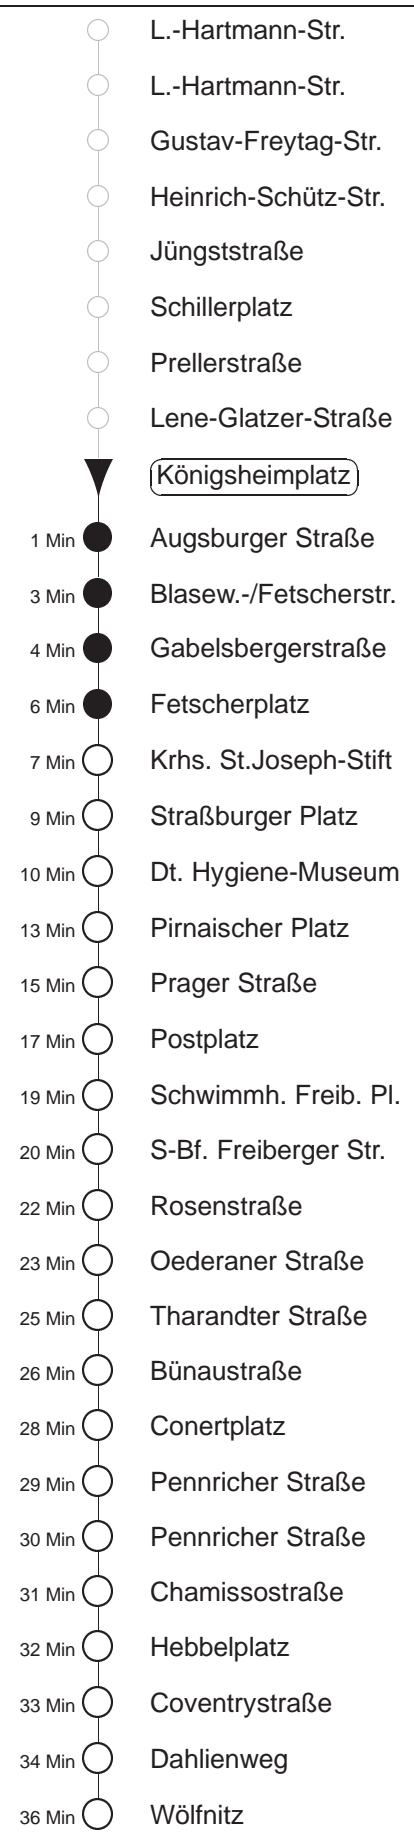 L.-Hartmann-Str.
L.-Hartmann-Str.
Gustav-Freytag-Str.
Heinrich-Schütz-Str.
Jüngststraße
Schillerplatz
Prellerstraße
Lene-Glatzer-Straße
Königsheimplatz
1 Min Augsburger Straße
3 Min Blasew.-/Fetscherstr.
4 Min Gabelsbergerstraße
6 Min Fetscherplatz
7 Min Krhs. St.Joseph-Stift
9 Min Straßburger Platz
10 Min Dt. Hygiene-Museum
13 Min Pirnaischer Platz
15 Min Prager Straße
17 Min Postplatz
19 Min Schwimmh. Freib. Pl.
20 Min S-Bf. Freiberger Str.
22 Min Rosenstraße
23 Min Oederaner Straße
25 Min Tharandter Straße
26 Min Bünaustraße
28 Min Conertplatz
29 Min Pennricher Straße
30 Min Pennricher Straße
31 Min Chamissostraße
32 Min Hebbelplatz
33 Min Coventrystraße
34 Min Dahlienweg
36 Min Wölfnitz